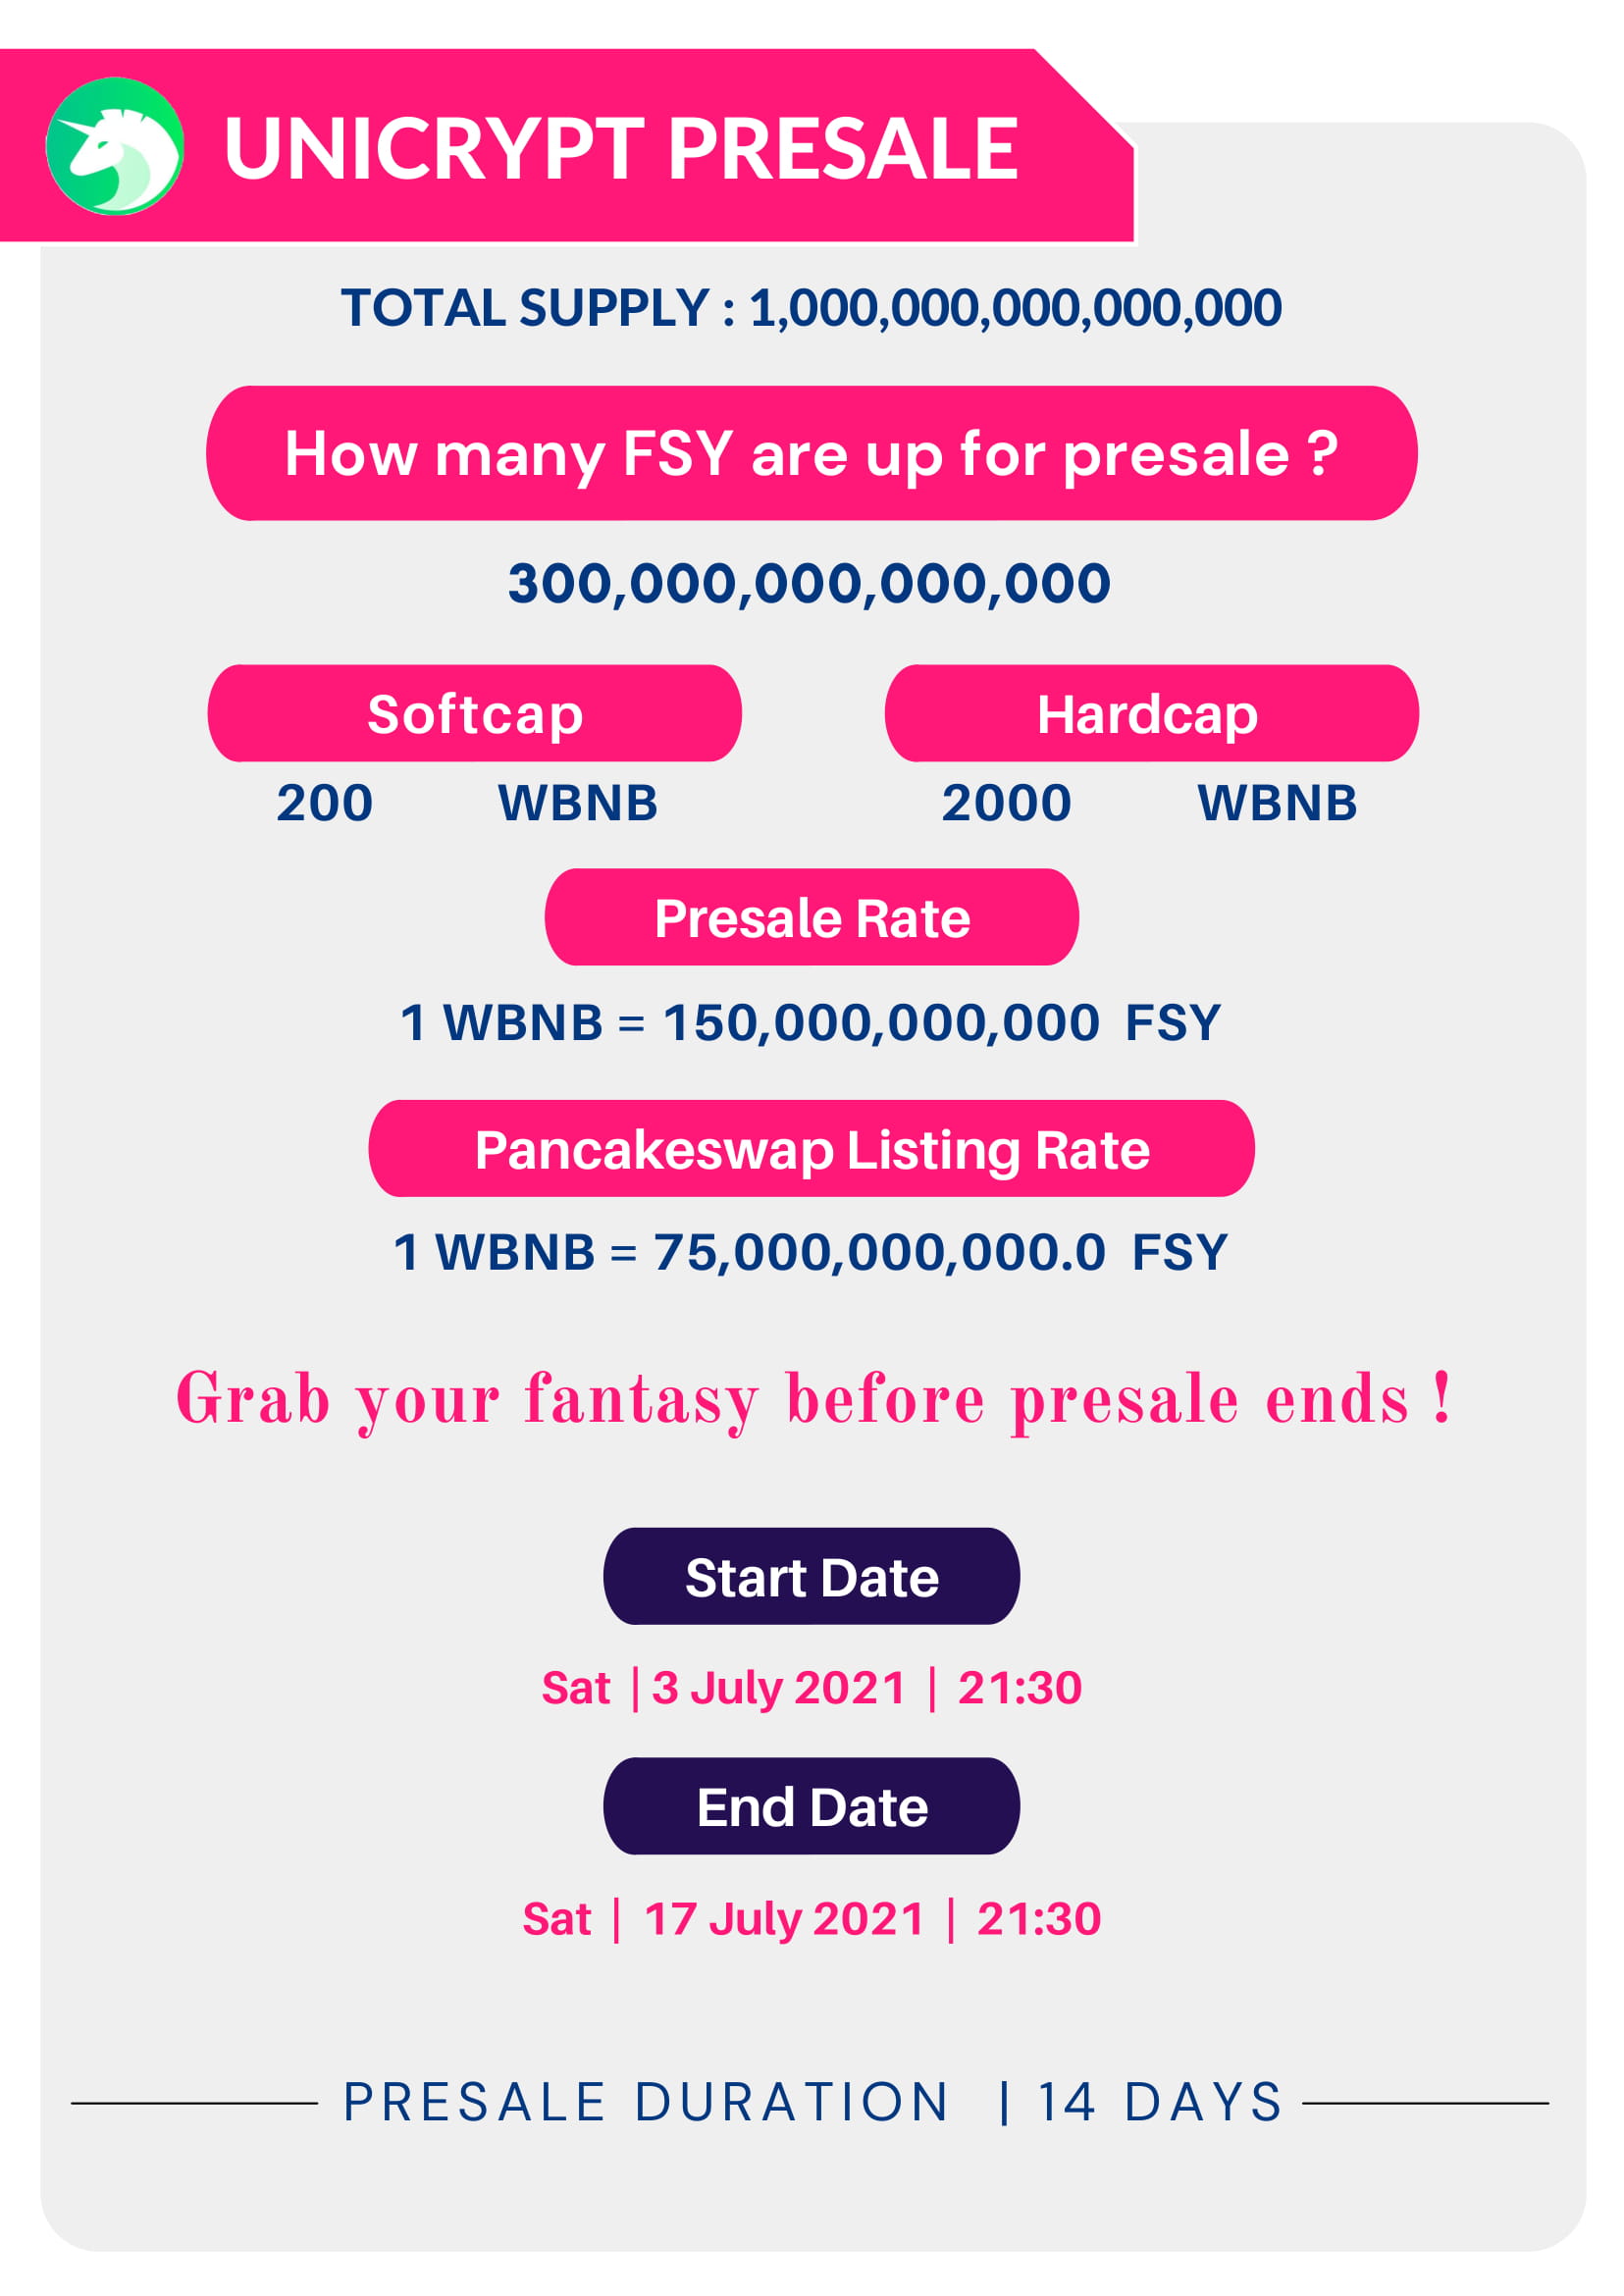 UNICRYPT PRESALE
TOTAL SUPPLY : 1,000,000,000,000,000
How many FSY are up for presale ?
300,000,000,000,000
Softcap
Hardcap
200 WBNB
2000 WBNB
Presale Rate
1 WBNB = 150,000,000,000 FSY
Pancakeswap Listing Rate
1 WBNB = 75,000,000,000.0 FSY
Grab your fantasy before presale ends !
Start Date
Sat | 3 July 2021 | 21:30
End Date
Sat | 17 July 2021 | 21:30
PRESALE DURATION | 14 DAYS